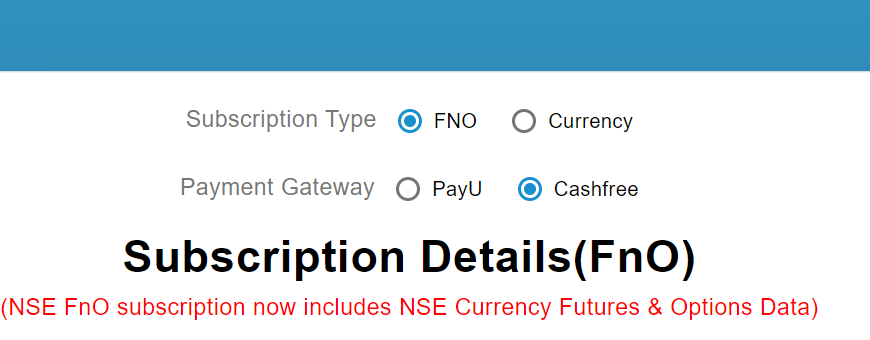 Subscription Type FNO Currency
Payment Gateway PayU Cashfree
Subscription Details(FnO)
(NSE FnO subscription now includes NSE Currency Futures & Options Data)